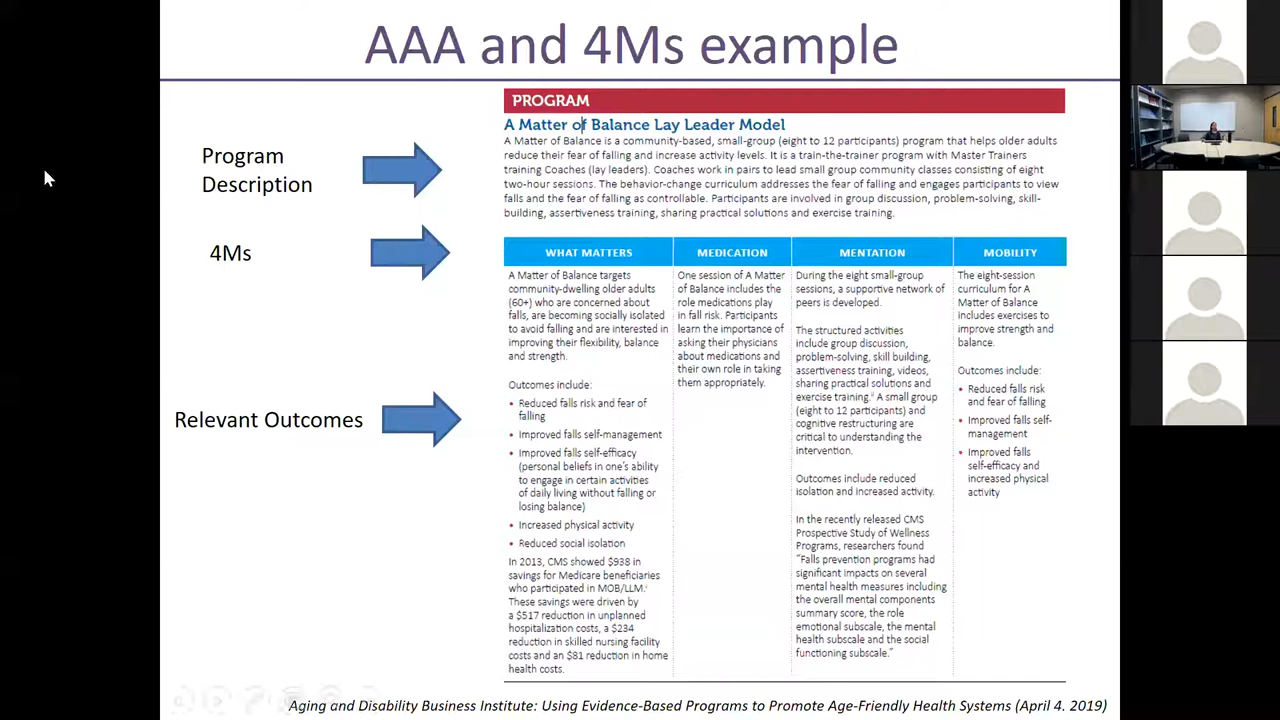 AAA and 4Ms example
Program
Description
4Ms
Relevant Outcomes
PROGRAM
A Matter of Balance Lay Leader Model
A Matter of Balance is a community-based, small-group (eight to 12 participants) program that helps older adults
reduce their fear of falling and increase activity levels. It is a train-the-trainer program with Master Trainers
training Coaches (lay leaders). Coaches work in pairs to lead small group community classes consisting of eight
two-hour sessions. The behavior-change curriculum addresses the fear of falling and engages participants to view
falls and the fear of falling as controllable. Participants are involved in group discussion, problem-solving, skill-
building, assertiveness training, sharing practical solutions and exercise training.
WHAT MATTERS
A Matter of Balance targets
community-dwelling older adults
(60+) who are concerned about
falls, are becoming socially isolated
to avoid falling and are interested in
improving their flexibility, balance
and strength.
Outcomes include:
• Reduced falls risk and fear of
falling
• Improved falls self-management
• Improved falls self-efficacy
(personal beliefs in one's ability
to engage in certain activities
of daily living without falling or
losing balance)
• Increased physical activity
• Reduced social isolation
In 2013, CMS showed $938 in
savings for Medicare beneficiaries
who participated in MOB/LLM.ⁱ
These savings were driven by
a $517 reduction in unplanned
hospitalization costs, a $234
reduction in skilled nursing facility
costs and an $81 reduction in home
health costs.
MEDICATION
One session of A Matter
of Balance includes the
role medications play
in fall risk. Participants
learn the importance of
asking their physicians
about medications and
their own role in taking
them appropriately.
MENTATION
During the eight small-group
sessions, a supportive network of
peers is developed.
The structured activities
include group discussion,
problem-solving, skill building,
assertiveness training, videos,
sharing practical solutions and
exercise training.ⁱⁱ A small group
(eight to 12 participants) and
cognitive restructuring are
critical to understanding the
intervention.
Outcomes include reduced
isolation and increased activity.
In the recently released CMS
Prospective Study of Wellness
Programs, researchers found
"Falls prevention programs had
significant impacts on several
mental health measures including
the overall mental components
summary score, the role
emotional subscale, the mental
health subscale and the social
functioning subscale."
MOBILITY
The eight-session
curriculum for A
Matter of Balance
includes exercises to
improve strength and
balance.
Outcomes include:
• Reduced falls risk
and fear of falling
• Improved falls self-
management
• Improved falls
self-efficacy and
increased physical
activity
Aging and Disability Business Institute: Using Evidence-Based Programs to Promote Age-Friendly Health Systems (April 4. 2019)